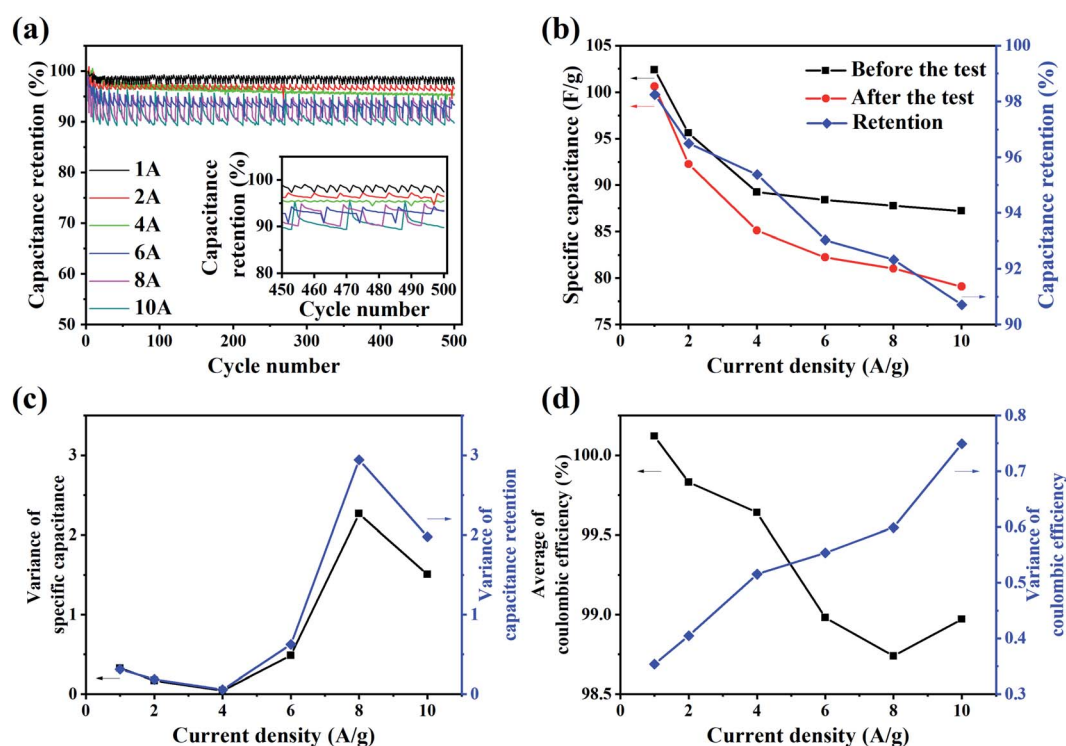 (a)
Capacitance retention (%)
100
90
80
70
60
50
1A
2A
4A
6A
8A
10A
0
100
200
300
400
500
Cycle number
Capacitance
retention (%)
100
90
80
450
460
470
480
490
500
Cycle number
(b)
Specific capacitance (F/g)
105
100
95
90
85
80
75
Before the test
After the test
Retention
100
98
96
94
92
90
Capacitance retention (%)
0
2
4
6
8
10
Current density (A/g)
(c)
Variance of
specific capacitance
3
2
1
0
3
2
1
0
Variance of
capacitance retention
0
2
4
6
8
10
Current density (A/g)
(d)
Average of
coulombic efficiency (%)
100.0
99.5
99.0
98.5
0.8
0.7
0.6
0.5
0.4
0.3
Variance of
coulombic efficiency
0
2
4
6
8
10
Current density (A/g)